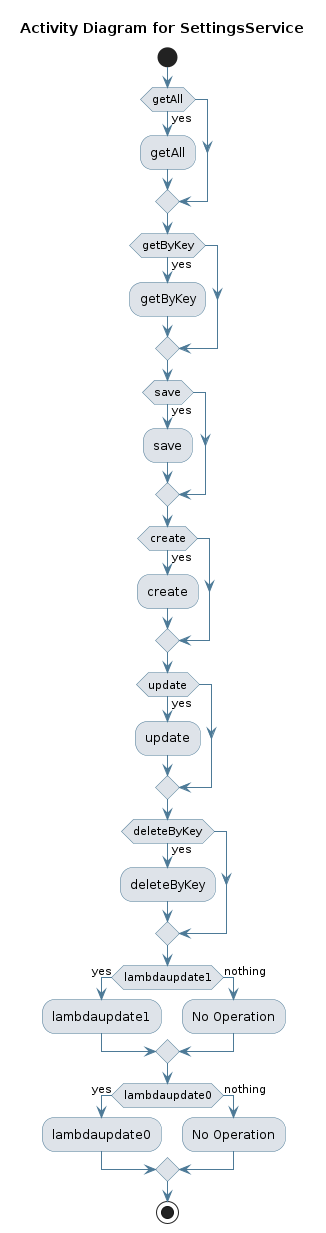 Activity Diagram for SettingsService
getAll
yes
getAll
getByKey
yes
getByKey
save
yes
save
create
yes
create
update
yes
update
deleteByKey
yes
deleteByKey
yes lambdaupdate1 nothing
lambdaupdate1 No Operation
yes lambdaupdate0 nothing
lambdaupdate0 No Operation